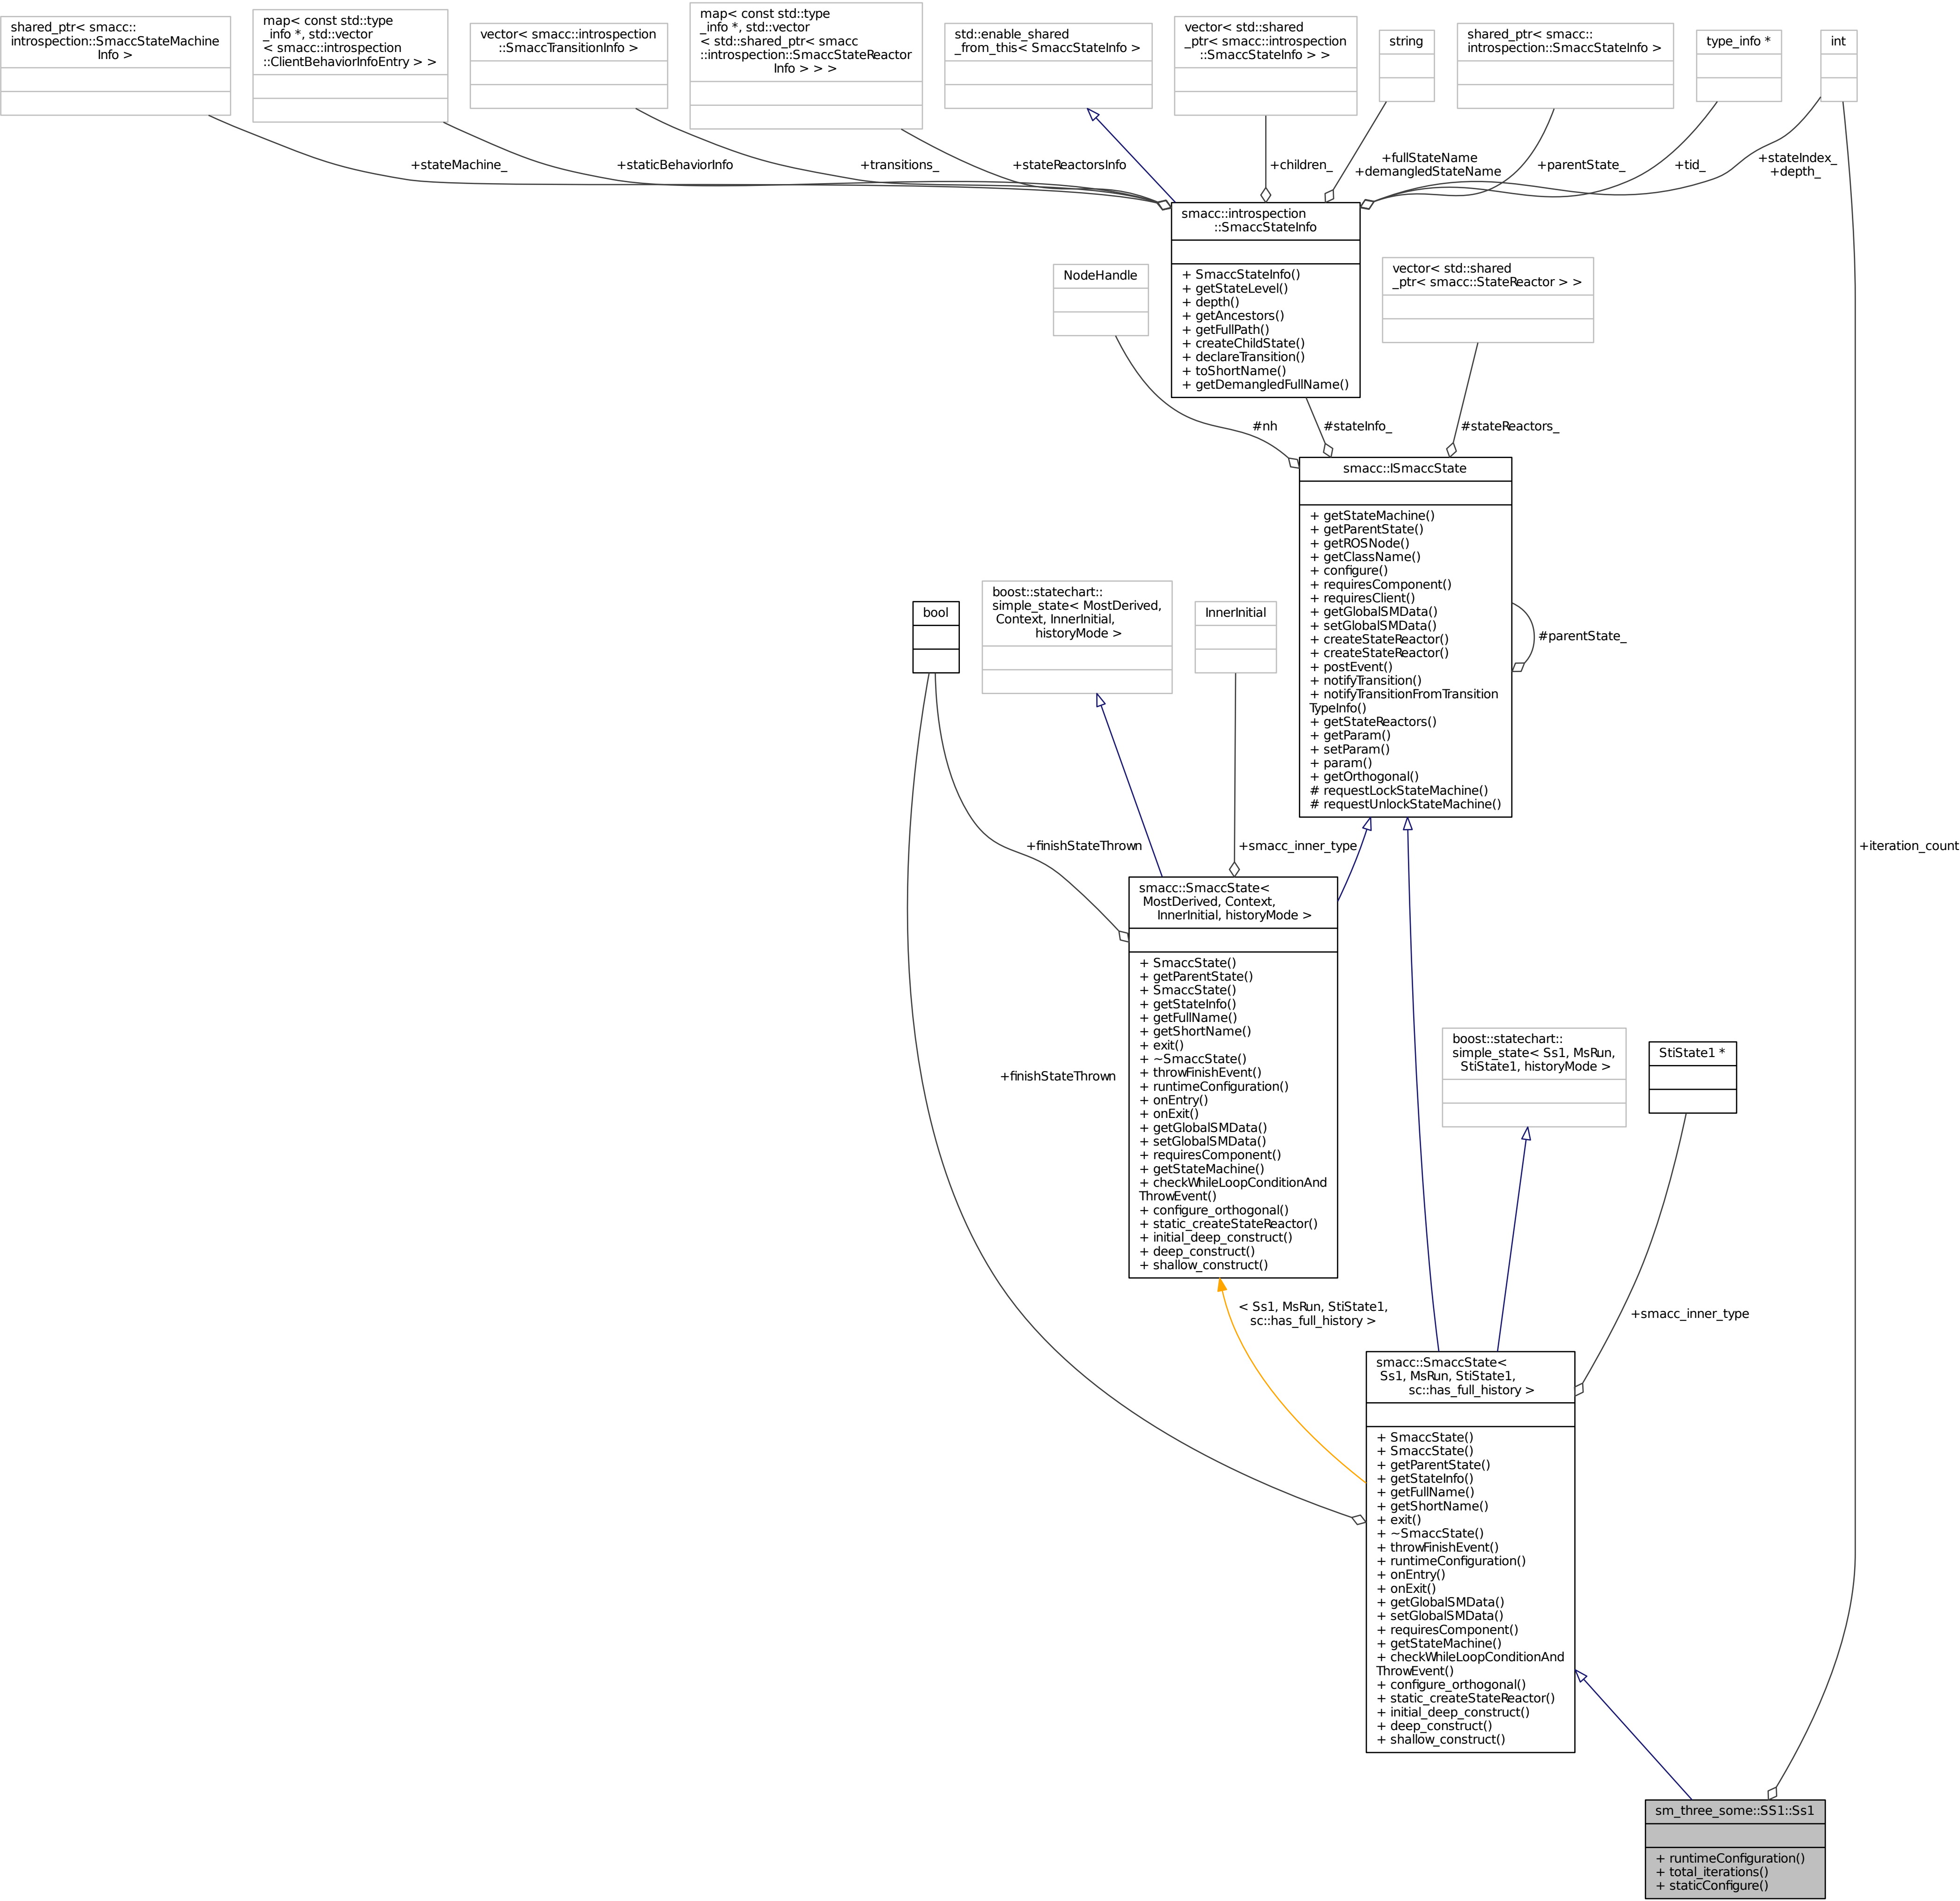 shared_ptr< smacc::
introspection::SmaccStateMachine
Info >
map< const std::type
_info *, std::vector
< smacc::introspection
::ClientBehaviorInfoEntry > >
vector< smacc::introspection
::SmaccTransitionInfo >
map< const std::type
_info *, std::vector
< std::shared_ptr< smacc
::introspection::SmaccStateReactor
Info > > >
std::enable_shared
_from_this< SmaccStateInfo >
vector< std::shared
_ptr< smacc::introspection
::SmaccStateInfo > >
string
shared_ptr< smacc::
introspection::SmaccStateInfo >
type_info *
int
+stateMachine_
+staticBehaviorInfo
+transitions_
+stateReactorsInfo
+children_
+fullStateName
+demangledStateName
+parentState_
+tid_
+stateIndex_
+depth_
smacc::introspection
::SmaccStateInfo
+ SmaccStateInfo()
+ getStateLevel()
+ depth()
+ getAncestors()
+ getFullPath()
+ createChildState()
+ declareTransition()
+ toShortName()
+ getDemangledFullName()
NodeHandle
vector< std::shared
_ptr< smacc::StateReactor > >
#nh
#stateInfo_
#stateReactors_
smacc::ISmaccState
+ getStateMachine()
+ getParentState()
+ getROSNode()
+ getClassName()
+ configure()
+ requiresComponent()
+ requiresClient()
+ getGlobalSMData()
+ setGlobalSMData()
+ createStateReactor()
+ createStateReactor()
+ postEvent()
+ notifyTransition()
+ notifyTransitionFromTransition
TypeInfo()
+ getStateReactors()
+ getParam()
+ setParam()
+ param()
+ getOrthogonal()
# requestLockStateMachine()
# requestUnlockStateMachine()
#parentState_
bool
boost::statechart::
simple_state< MostDerived,
Context, InnerInitial,
historyMode >
InnerInitial
+finishStateThrown
+smacc_inner_type
+iteration_count
smacc::SmaccState<
MostDerived, Context,
InnerInitial, historyMode >
+ SmaccState()
+ getParentState()
+ SmaccState()
+ getStateInfo()
+ getFullName()
+ getShortName()
+ exit()
+ ~SmaccState()
+ throwFinishEvent()
+ runtimeConfiguration()
+ onEntry()
+ onExit()
+ getGlobalSMData()
+ setGlobalSMData()
+ requiresComponent()
+ getStateMachine()
+ checkWhileLoopConditionAnd
ThrowEvent()
+ configure_orthogonal()
+ static_createStateReactor()
+ initial_deep_construct()
+ deep_construct()
+ shallow_construct()
+finishStateThrown
boost::statechart::
simple_state< Ss1, MsRun,
StiState1, historyMode >
StiState1 *
< Ss1, MsRun, StiState1,
sc::has_full_history >
+smacc_inner_type
smacc::SmaccState<
Ss1, MsRun, StiState1,
sc::has_full_history >
+ SmaccState()
+ SmaccState()
+ getParentState()
+ getStateInfo()
+ getFullName()
+ getShortName()
+ exit()
+ ~SmaccState()
+ throwFinishEvent()
+ runtimeConfiguration()
+ onEntry()
+ onExit()
+ getGlobalSMData()
+ setGlobalSMData()
+ requiresComponent()
+ getStateMachine()
+ checkWhileLoopConditionAnd
ThrowEvent()
+ configure_orthogonal()
+ static_createStateReactor()
+ initial_deep_construct()
+ deep_construct()
+ shallow_construct()
sm_three_some::SS1::Ss1
+ runtimeConfiguration()
+ total_iterations()
+ staticConfigure()